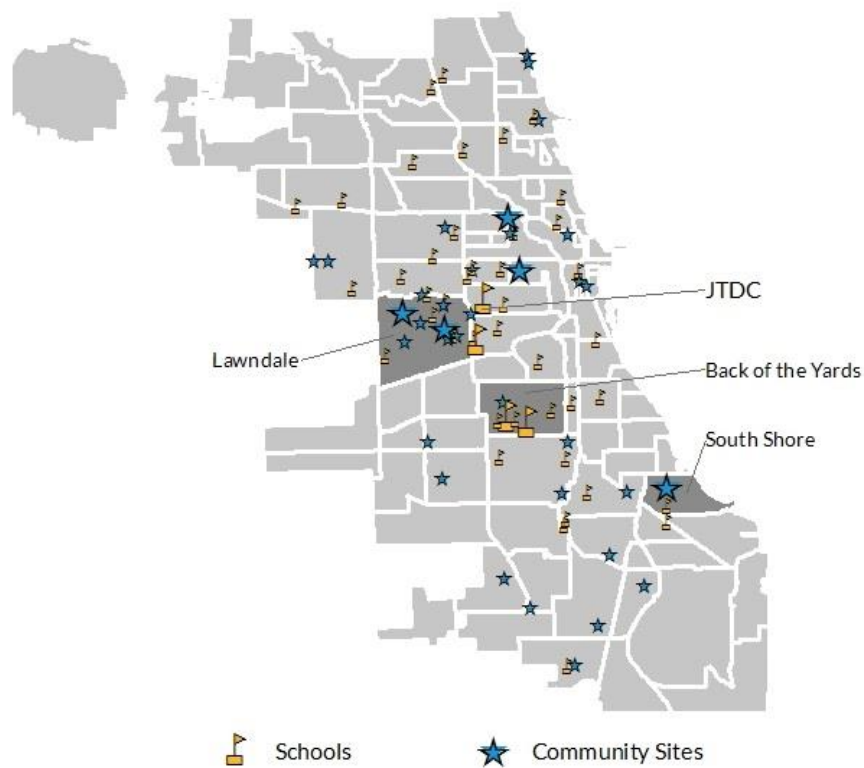 JTDC
Lawndale
Back of the Yards
South Shore
Schools
Community Sites